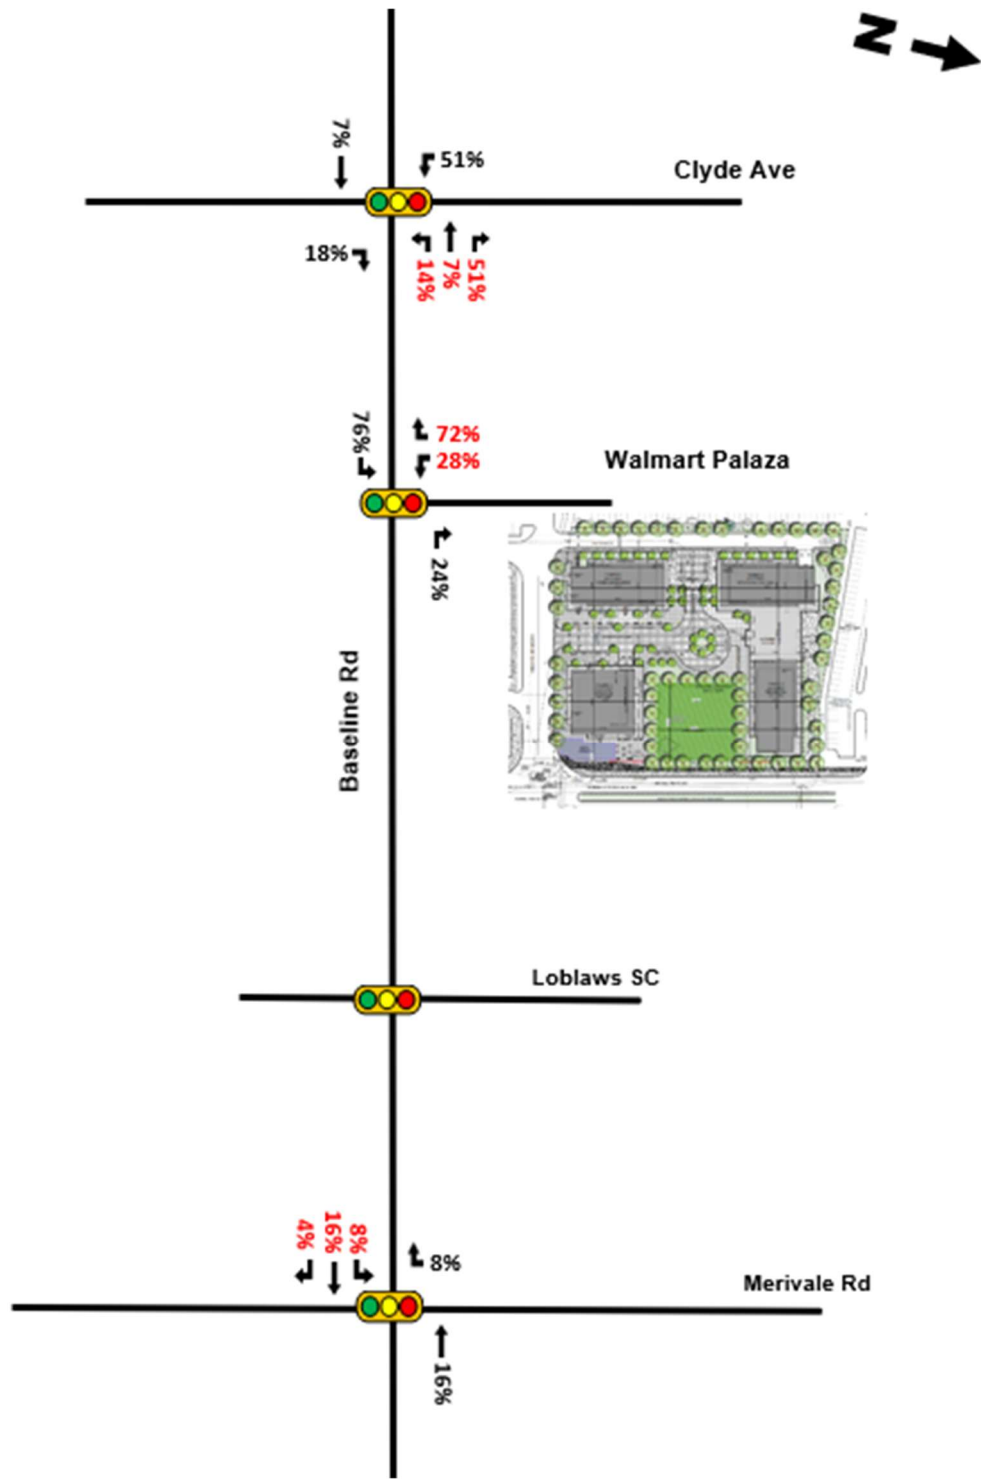 N
7%
51%
Clyde Ave
18%
14%
7%
51%
76%
72%
28%
Walmart Palaza
24%
Baseline Rd
Loblaws SC
4%
16%
8%
8%
Merivale Rd
16%